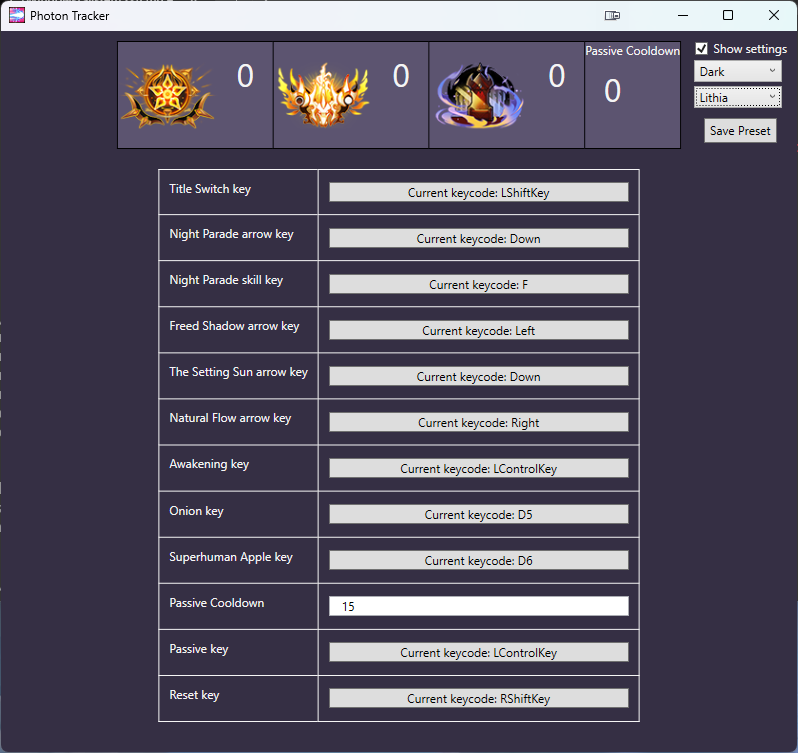 Photon Tracker
0
0
0
Passive Cooldown
0
Show settings
Dark
Lithia
Save Preset
Title Switch key
Current keycode: LShiftKey
Night Parade arrow key
Current keycode: Down
Night Parade skill key
Current keycode: F
Freed Shadow arrow key
Current keycode: Left
The Setting Sun arrow key
Current keycode: Down
Natural Flow arrow key
Current keycode: Right
Awakening key
Current keycode: LControlKey
Onion key
Current keycode: D5
Superhuman Apple key
Current keycode: D6
Passive Cooldown
15
Passive key
Current keycode: LControlKey
Reset key
Current keycode: RShiftKey